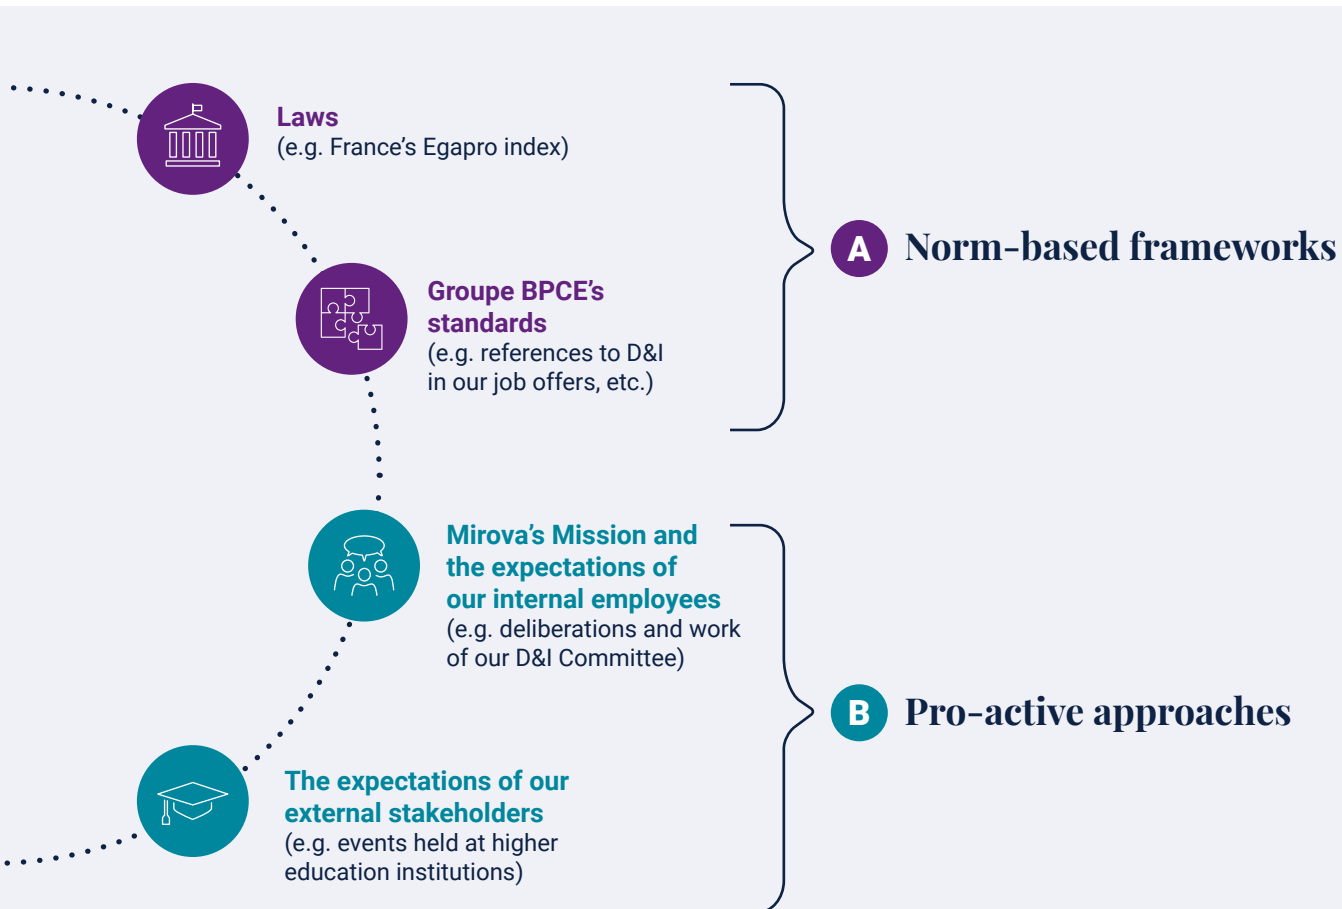 Laws
(e.g. France’s Egapro index)
Groupe BPCE’s
standards
(e.g. references to D&I
in our job offers, etc.)
A Norm-based frameworks
Mirova’s Mission and
the expectations of
our internal employees
(e.g. deliberations and work
of our D&I Committee)
The expectations of our
external stakeholders
(e.g. events held at higher
education institutions)
B Pro-active approaches